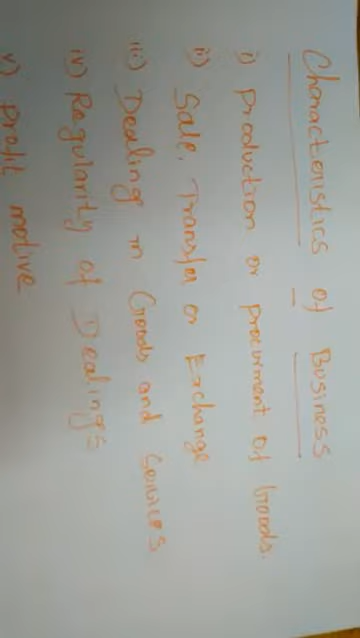 Characteristics of Business
i) Production or procurment of Goods.
ii) Sale, Transfer or Exchange
iii) Dealing in Goods and Services
iv) Regularity of Dealings
v) Profit motive